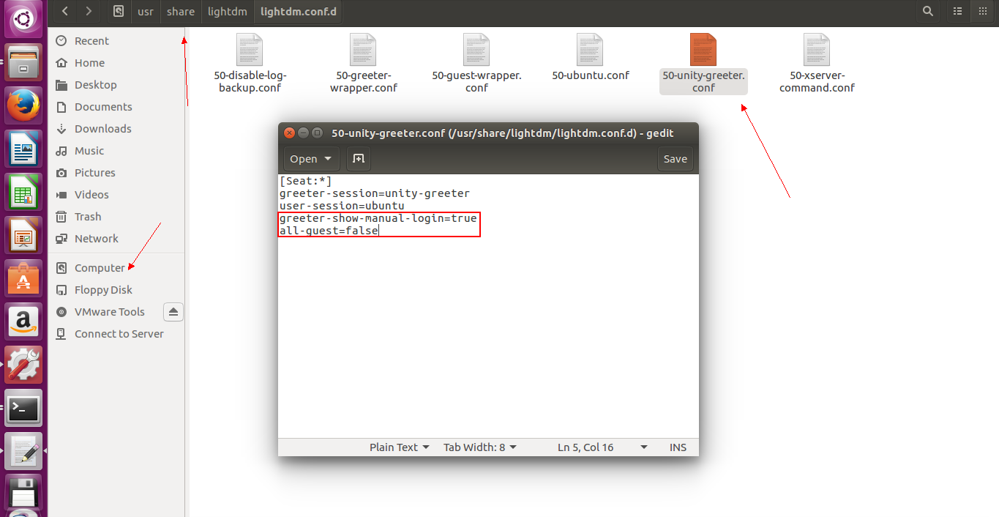 usr share lightdm lightdm.conf.d
Recent
Home
Desktop
Documents
Downloads
Music
Pictures
Videos
Trash
Network
Computer
Floppy Disk
VMware Tools
Connect to Server
50-disable-log-
backup.conf
50-greeter-
wrapper.conf
50-guest-wrapper.
conf
50-ubuntu.conf
50-unity-greeter.
conf
50-xserver-
command.conf
50-unity-greeter.conf (/usr/share/lightdm/lightdm.conf.d) - gedit
Open Save
[Seat:*]
greeter-session=unity-greeter
user-session=ubuntu
greeter-show-manual-login=true
all-guest=false
Plain Text Tab Width: 8 Ln 5, Col 16 INS